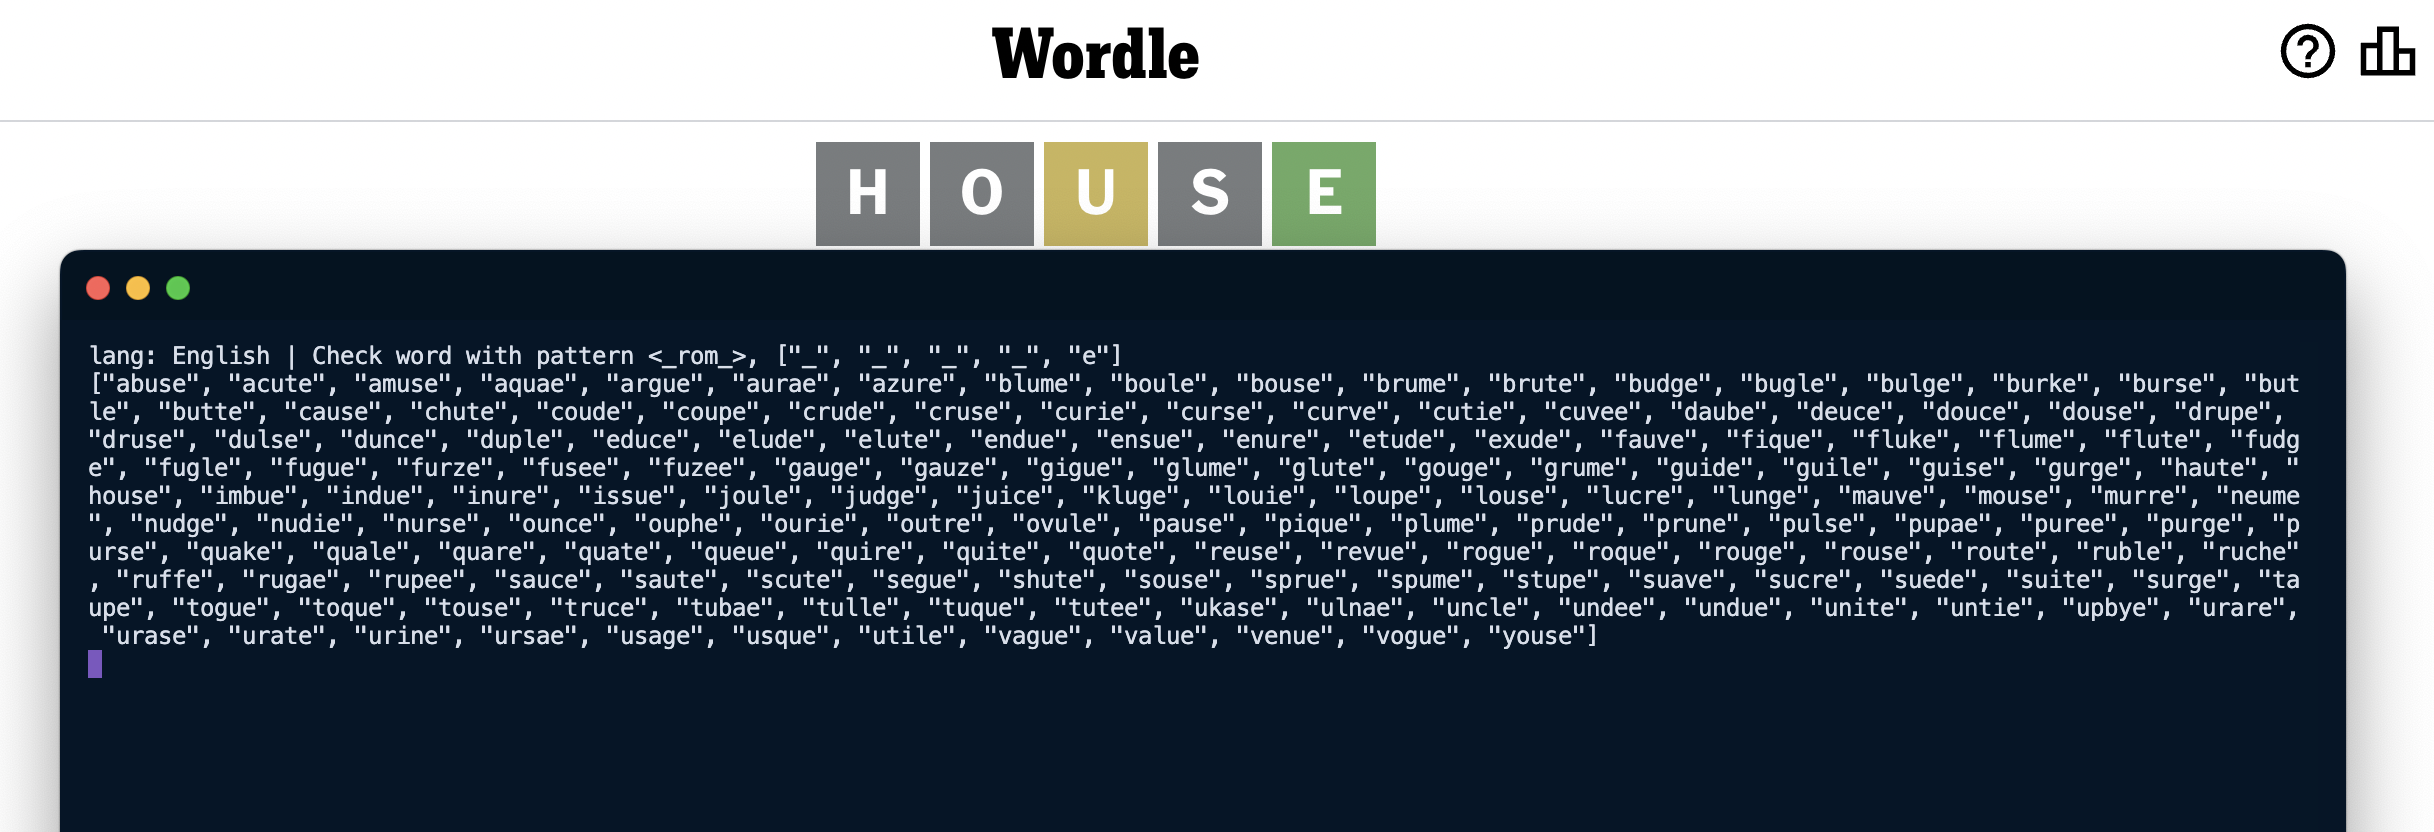 Wordle
HOUSE
lang: English | Check word with pattern <_rom_>, ["_", "_", "_", "_", "e"]
["abuse", "acute", "amuse", "aquae", "argue", "aurae", "azure", "blume", "boule", "bouse", "brume", "brute", "budge", "bugle", "bulge", "burke", "burse", "but
le", "butte", "cause", "chute", "coude", "coupe", "crude", "cruse", "curie", "curse", "curve", "cutie", "cuvee", "daube", "deuce", "douce", "douse", "drupe",
"druse", "dulse", "dunce", "duple", "educe", "elude", "elute", "endue", "ensue", "enure", "etude", "exude", "fauve", "fique", "fluke", "flume", "flute", "fudg
e", "fugle", "fugue", "furze", "fusee", "fuzee", "gauge", "gauze", "gigue", "glume", "glute", "gouge", "grume", "guide", "guile", "guise", "gurge", "haute", "
house", "imbue", "indue", "inure", "issue", "joule", "judge", "juice", "kluge", "louie", "loupe", "louse", "lucre", "lunge", "mauve", "mouse", "murre", "neume
", "nudge", "nudie", "nurse", "ounce", "ouphe", "ourie", "outre", "ovule", "pause", "pique", "plume", "prude", "prune", "pulse", "pupae", "puree", "purge", "p
urse", "quake", "quale", "quare", "quate", "queue", "quire", "quite", "quote", "reuse", "revue", "rogue", "roque", "rouge", "rouse", "route", "ruble", "ruche"
, "ruffe", "rugae", "rupee", "sauce", "saute", "scute", "segue", "shute", "souse", "sprue", "spume", "stupe", "suave", "sucre", "suede", "suite", "surge", "ta
upe", "togue", "toque", "touse", "truce", "tubae", "tulle", "tuque", "tutee", "ukase", "ulnae", "uncle", "undee", "undue", "unite", "untie", "upbye", "urare",
"urase", "urate", "urine", "ursae", "usage", "usque", "utile", "vague", "value", "venue", "vogue", "youse"]